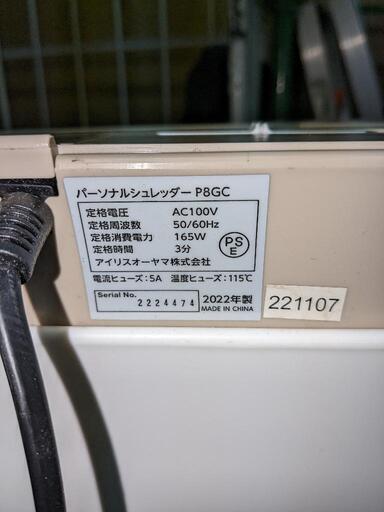 パーソナルシュレッダー P8GC
定格電圧 AC100V
定格周波数 50/60Hz
定格消費電力 165W
定格時間 3分
アイリスオーヤマ株式会社
PSE
電流ヒューズ:5A 温度ヒューズ:115℃
Serial No. 2224474
2022年製
MADE IN CHINA
221107